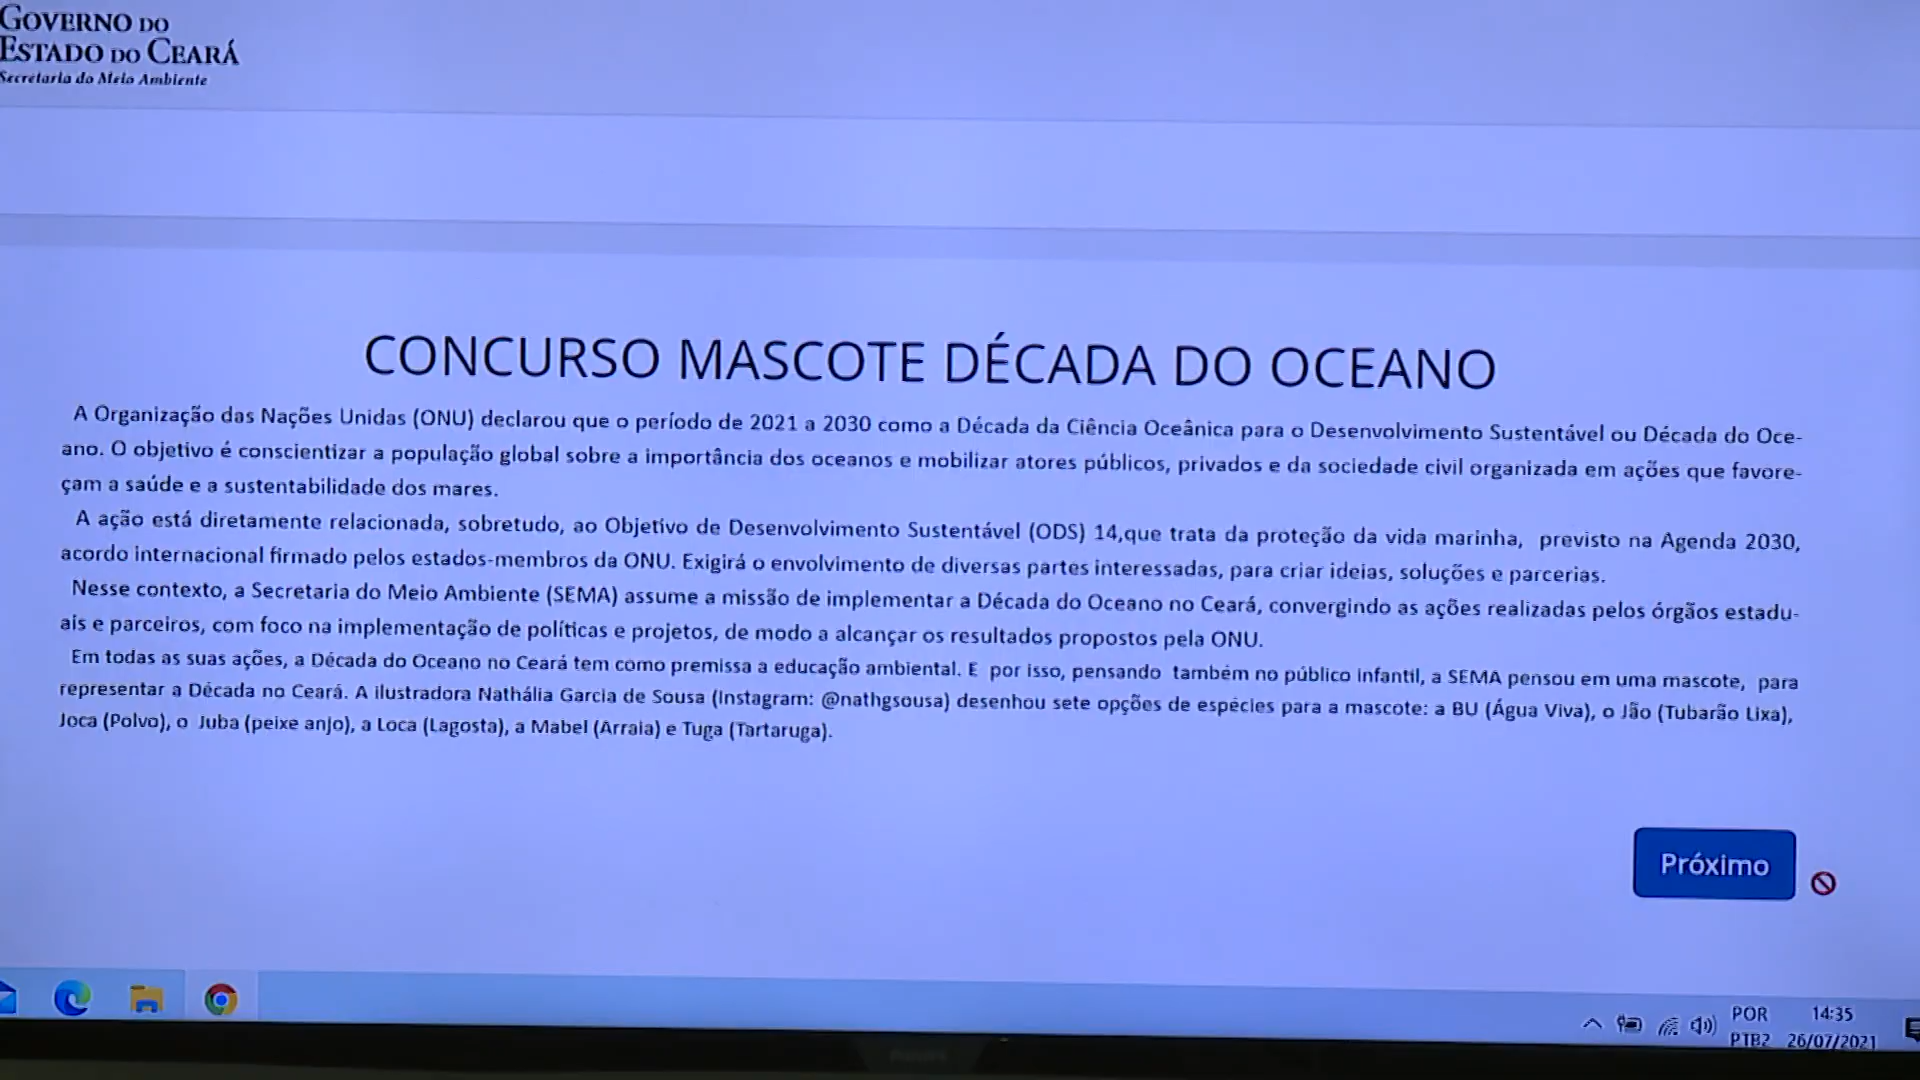 GOVERNO DO
ESTADO DO CEARÁ
Secretaria do Meio Ambiente
CONCURSO MASCOTE DÉCADA DO OCEANO
A Organização das Nações Unidas (ONU) declarou que o período de 2021 a 2030 como a Década da Ciência Oceânica para o Desenvolvimento Sustentável ou Década do Oce-
ano. O objetivo é conscientizar a população global sobre a importância dos oceanos e mobilizar atores públicos, privados e da sociedade civil organizada em ações que favore-
çam a saúde e a sustentabilidade dos mares.
A ação está diretamente relacionada, sobretudo, ao Objetivo de Desenvolvimento Sustentável (ODS) 14,que trata da proteção da vida marinha, previsto na Agenda 2030,
acordo internacional firmado pelos estados-membros da ONU. Exigirá o envolvimento de diversas partes interessadas, para criar ideias, soluções e parcerias.
Nesse contexto, a Secretaria do Meio Ambiente (SEMA) assume a missão de implementar a Década do Oceano no Ceará, convergindo as ações realizadas pelos órgãos estadu-
ais e parceiros, com foco na implementação de políticas e projetos, de modo a alcançar os resultados propostos pela ONU.
Em todas as suas ações, a Década do Oceano no Ceará tem como premissa a educação ambiental. E por isso, pensando também no público infantil, a SEMA pensou em uma mascote, para
representar a Década no Ceará. A ilustradora Nathália Garcia de Sousa (Instagram: @nathgsousa) desenhou sete opções de espécies para a mascote: a BU (Água Viva), o Jão (Tubarão Lixa),
Joca (Polvo), o Juba (peixe anjo), a Loca (Lagosta), a Mabel (Arraia) e Tuga (Tartaruga).
Próximo
POR
PTB2
14:35
26/07/2021